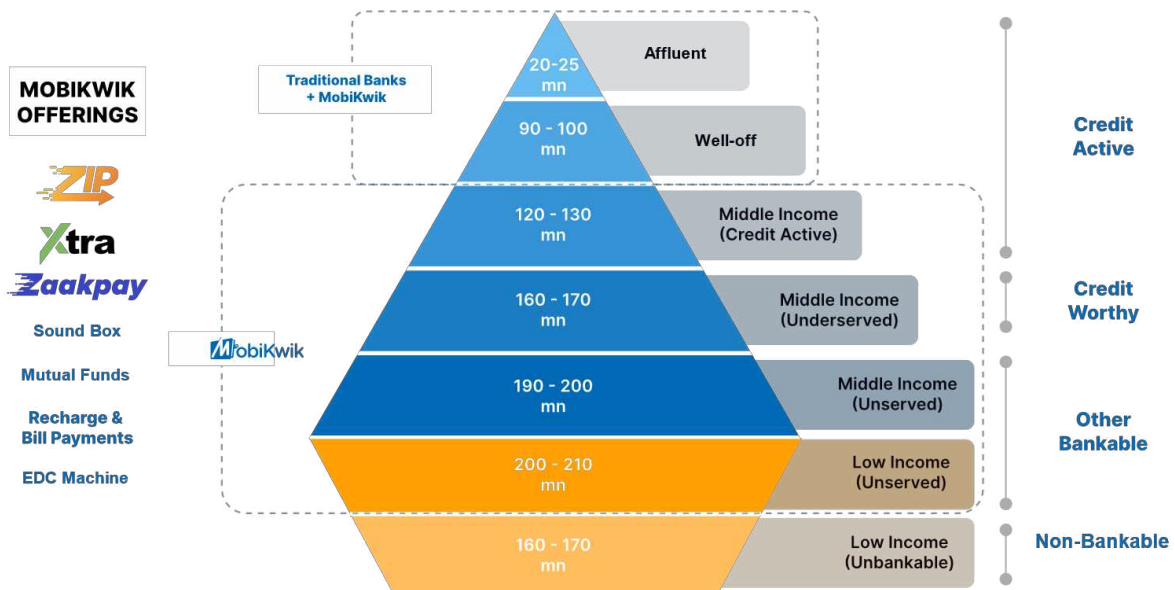 MOBIKWIK
OFFERINGS
ZIP
Xtra
Zaakpay
Sound Box
Mutual Funds
Recharge &
Bill Payments
EDC Machine
Traditional Banks
+ MobiKwik
MobiKwik
20-25
mn
Affluent
90 - 100
mn
Well-off
120 - 130
mn
Middle Income
(Credit Active)
160 - 170
mn
Middle Income
(Underserved)
190 - 200
mn
Middle Income
(Unserved)
200 - 210
mn
Low Income
(Unserved)
160 - 170
mn
Low Income
(Unbankable)
Credit
Active
Credit
Worthy
Other
Bankable
Non-Bankable